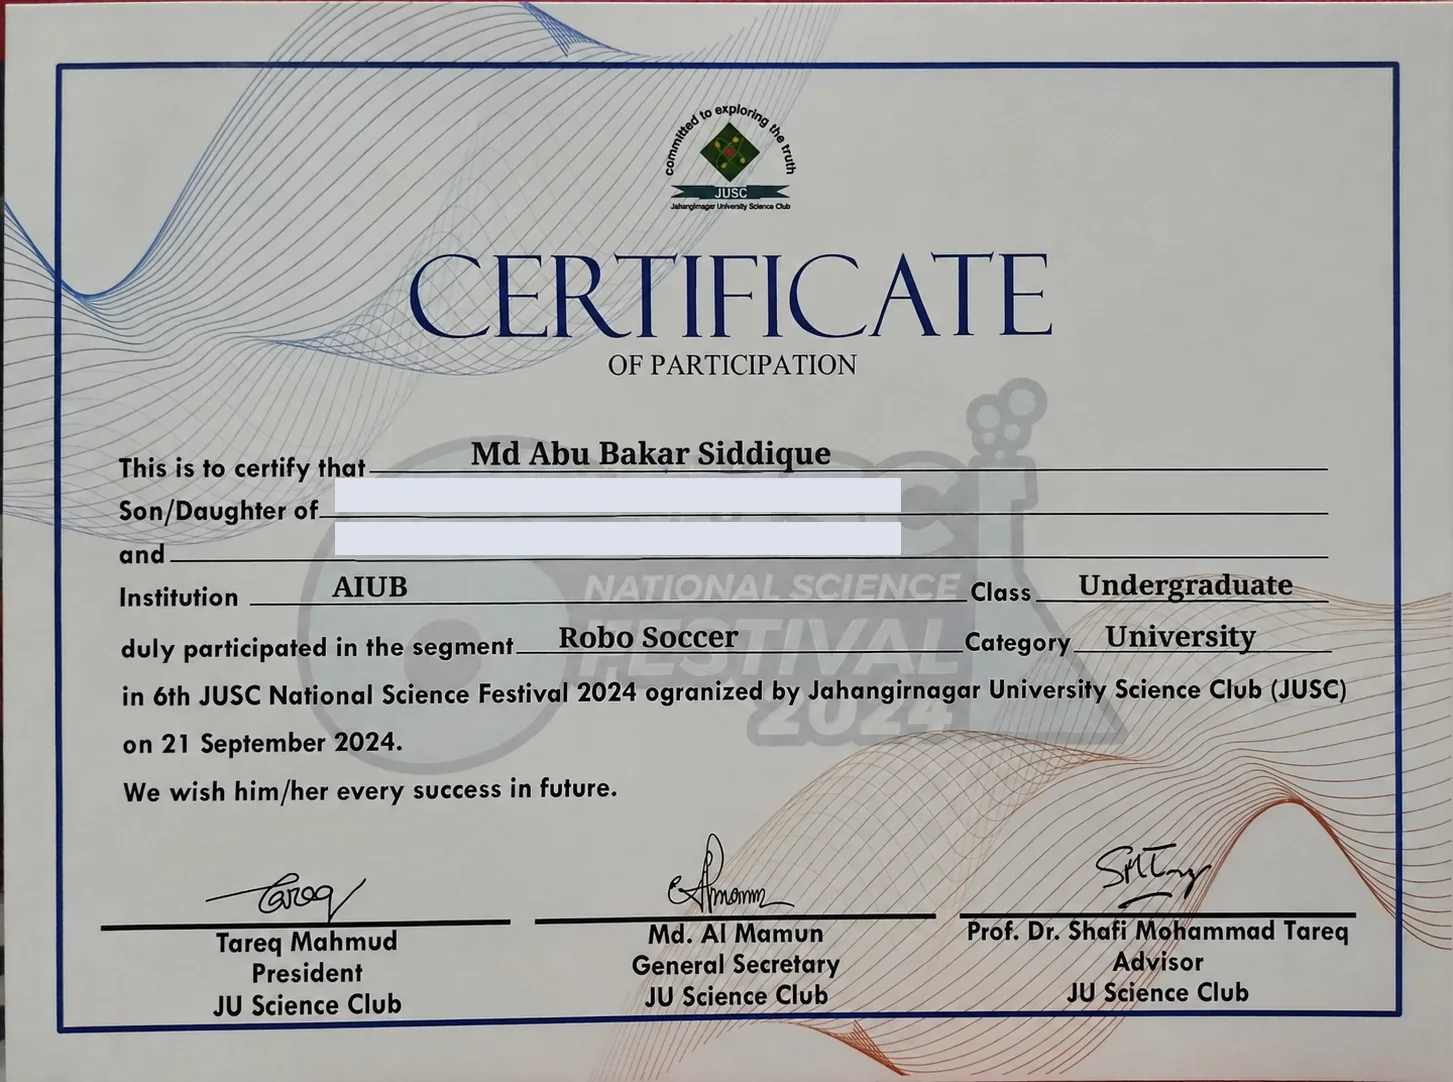 committed to exploring the truth
JUSC
Jahangirnagar University Science Club
CERTIFICATE
OF PARTICIPATION
This is to certify that Md Abu Bakar Siddique
Son/Daughter of
and
Institution AIUB Class Undergraduate
duly participated in the segment Robo Soccer Category University
in 6th JUSC National Science Festival 2024 ogranized by Jahangirnagar University Science Club (JUSC)
on 21 September 2024.
We wish him/her every success in future.
NATIONAL SCIENCE
FESTIVAL
2024
Tareq Mahmud
President
JU Science Club
Md. Al Mamun
General Secretary
JU Science Club
Prof. Dr. Shafi Mohammad Tareq
Advisor
JU Science Club